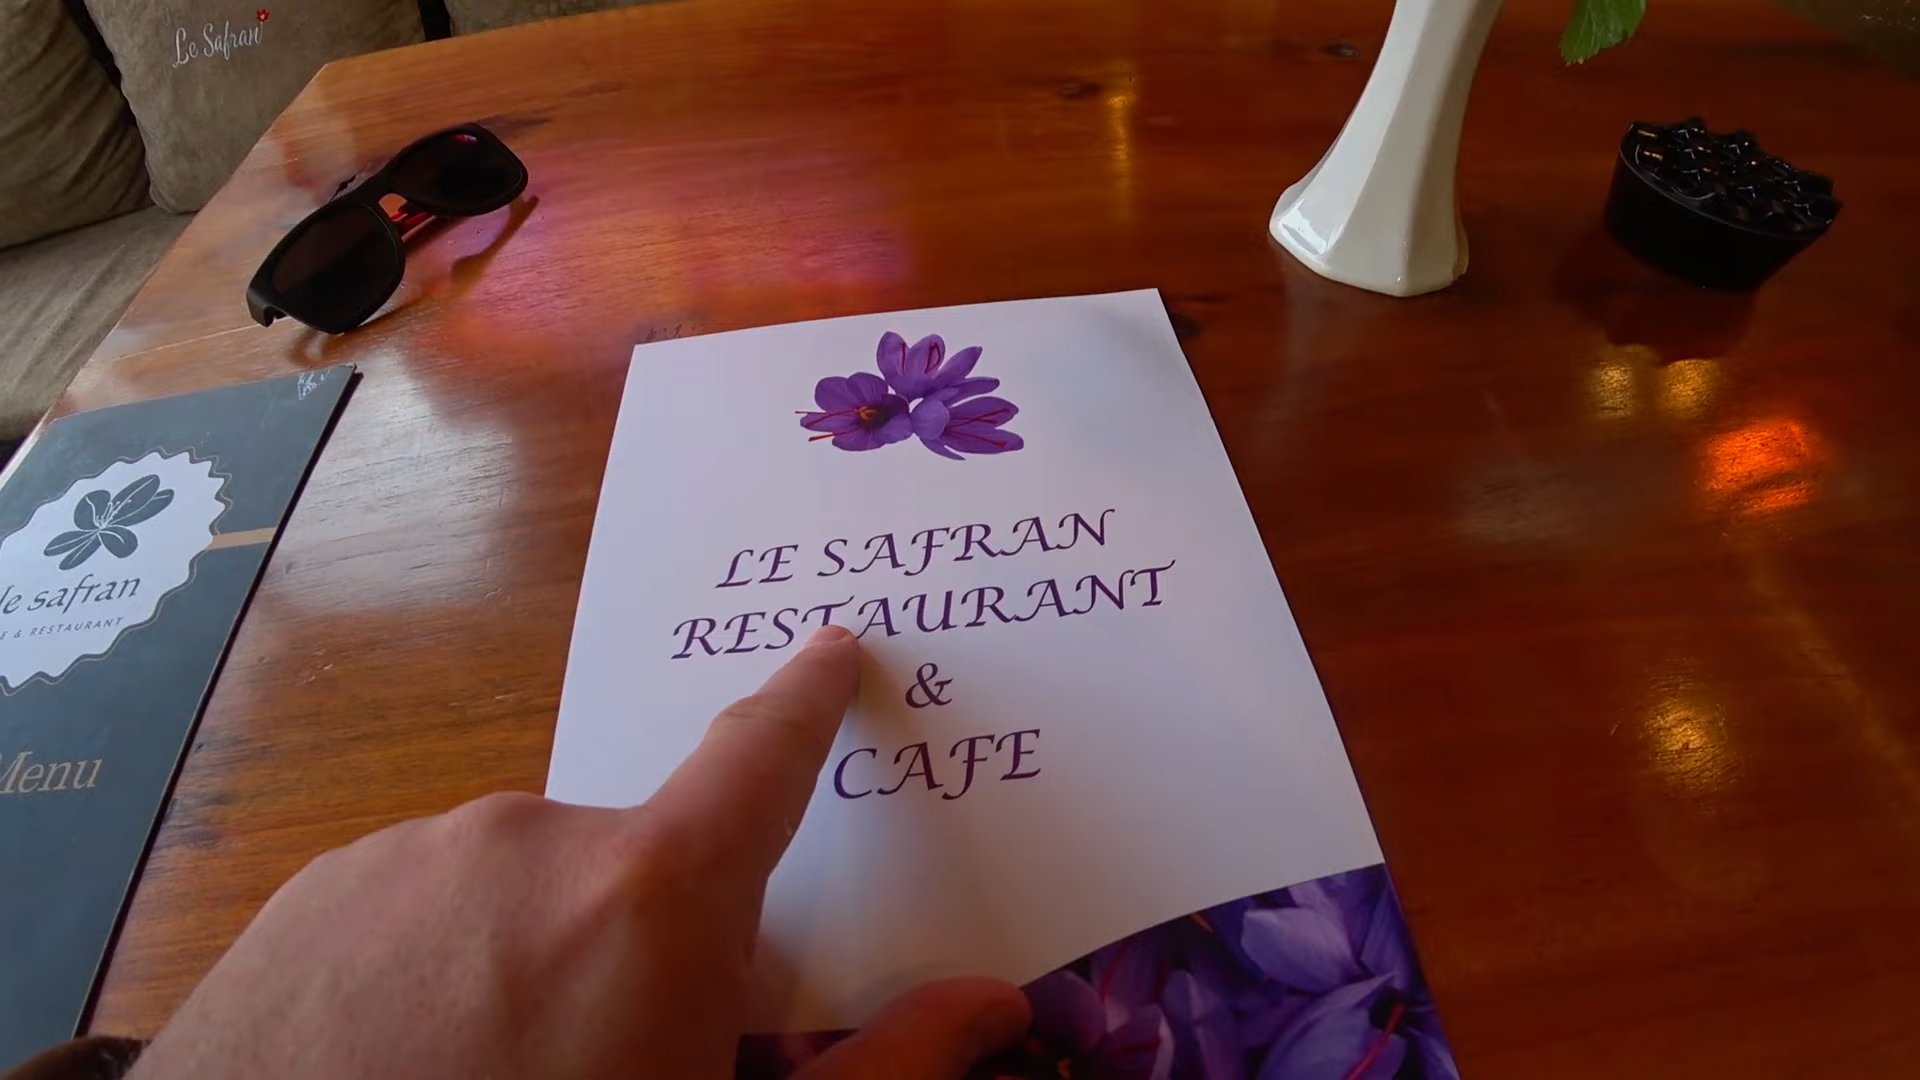 Le Safran
LE SAFRAN
RESTAURANT
&
CAFE
le safran
& RESTAURANT
Menu